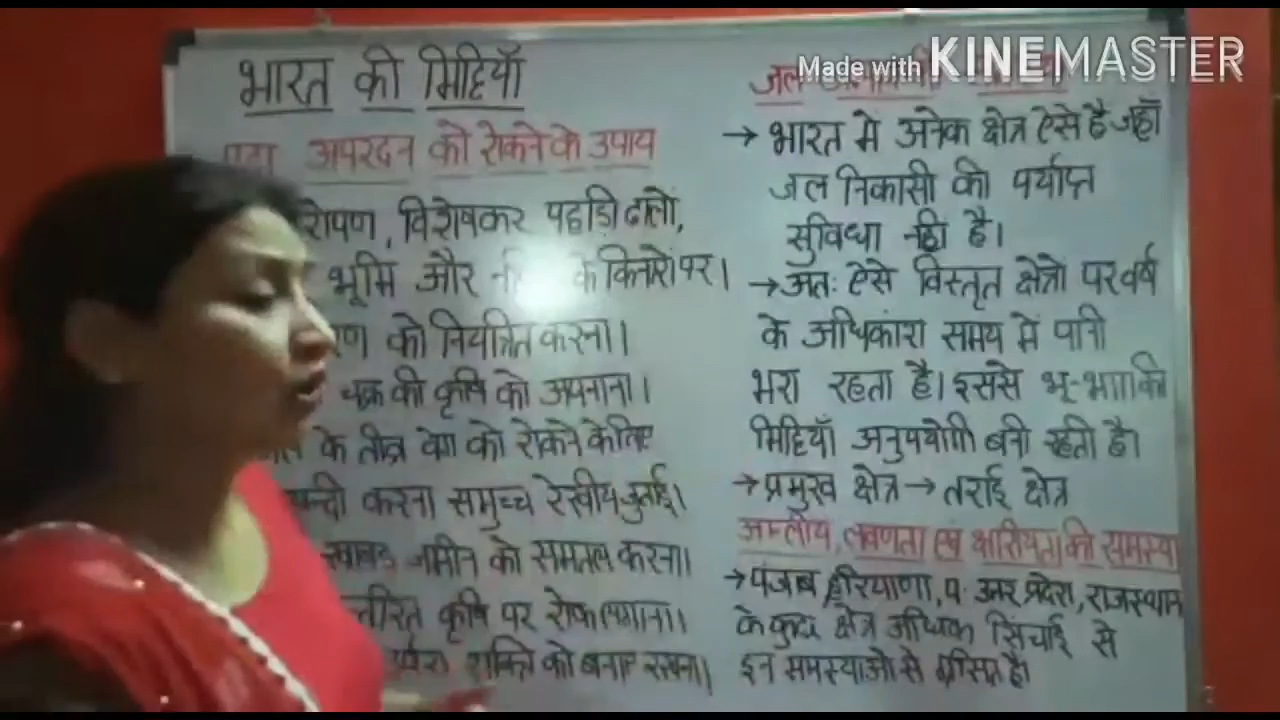 Made with KINEMASTER
भारत की मिट्टियाँ
अपरदन को रोकने के उपाय
रोपण, विशेषकर पहाड़ी ढालों,
भूमि और के किनारों पर।
को नियंत्रित करना।
चक्र की कृषि को अपनाना।
के तीव्र वेग को रोकने के लिए
करना समुच्च रेखीय जुताई।
जमीन को समतल करना।
कृषि पर रोक लगाना।
शक्ति को बनाए रखना।
जल
→ भारत मे अनेक क्षेत्र ऐसे है जहाँ
जल निकासी की पर्याप्त
सुविधा नही है।
→ अतः ऐसे विस्तृत क्षेत्रो पर वर्ष
के अधिकांश समय में पानी
भरा रहता है। इससे भू-भाग की
मिट्टियाँ अनुपयोगी बनी रहती है।
→ प्रमुख क्षेत्र → तराई क्षेत्र
अम्लीय, लवणता एवं क्षारीयता की समस्या
→ पंजाब हरियाणा, प. उत्तर प्रदेश, राजस्थान
के कुछ क्षेत्र अधिक सिंचाई से
इन समस्याओ से ग्रसित है।